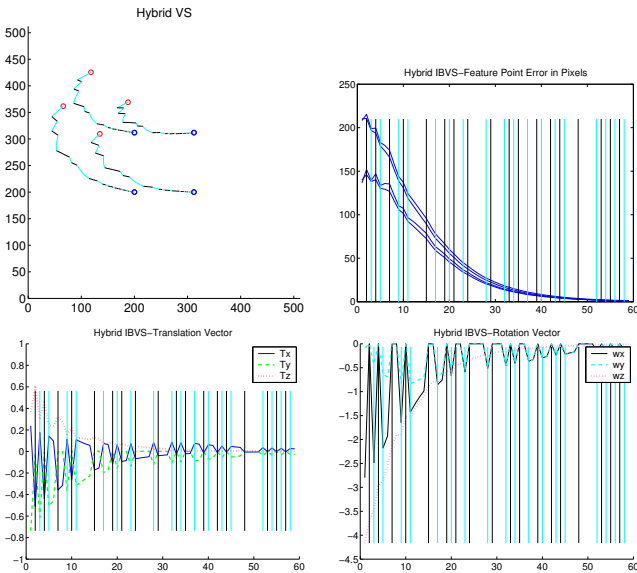 Hybrid VS
500
450
400
350
300
250
200
150
100
50
0
0 100 200 300 400 500
Hybrid IBVS−Feature Point Error in Pixels
250
200
150
100
50
0
0 10 20 30 40 50 60
Hybrid IBVS−Translation Vector
1
0.8
0.6
0.4
0.2
0
−0.2
−0.4
−0.6
−0.8
−1
0 10 20 30 40 50 60
Tx
Ty
Tz
Hybrid IBVS−Rotation Vector
0
−0.5
−1
−1.5
−2
−2.5
−3
−3.5
−4
−4.5
0 10 20 30 40 50 60
wx
wy
wz